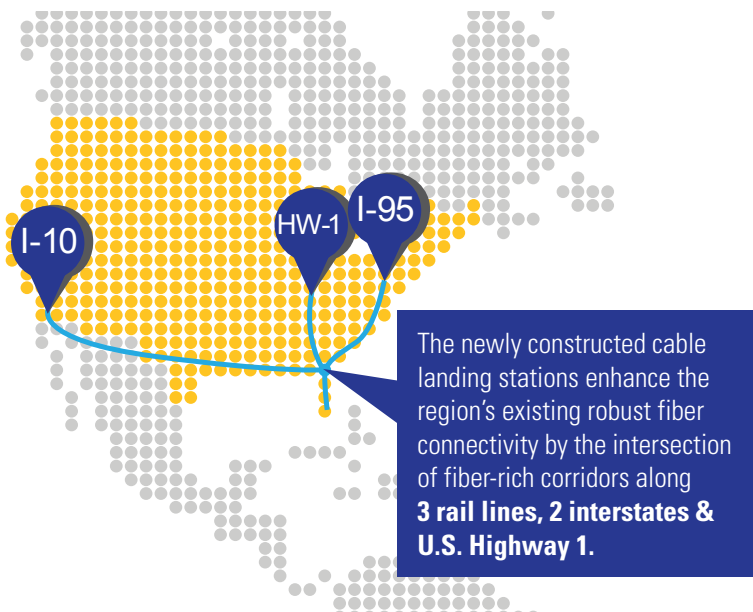 I-10
HW-1
I-95
The newly constructed cable
landing stations enhance the
region’s existing robust fiber
connectivity by the intersection
of fiber-rich corridors along
3 rail lines, 2 interstates &
U.S. Highway 1.